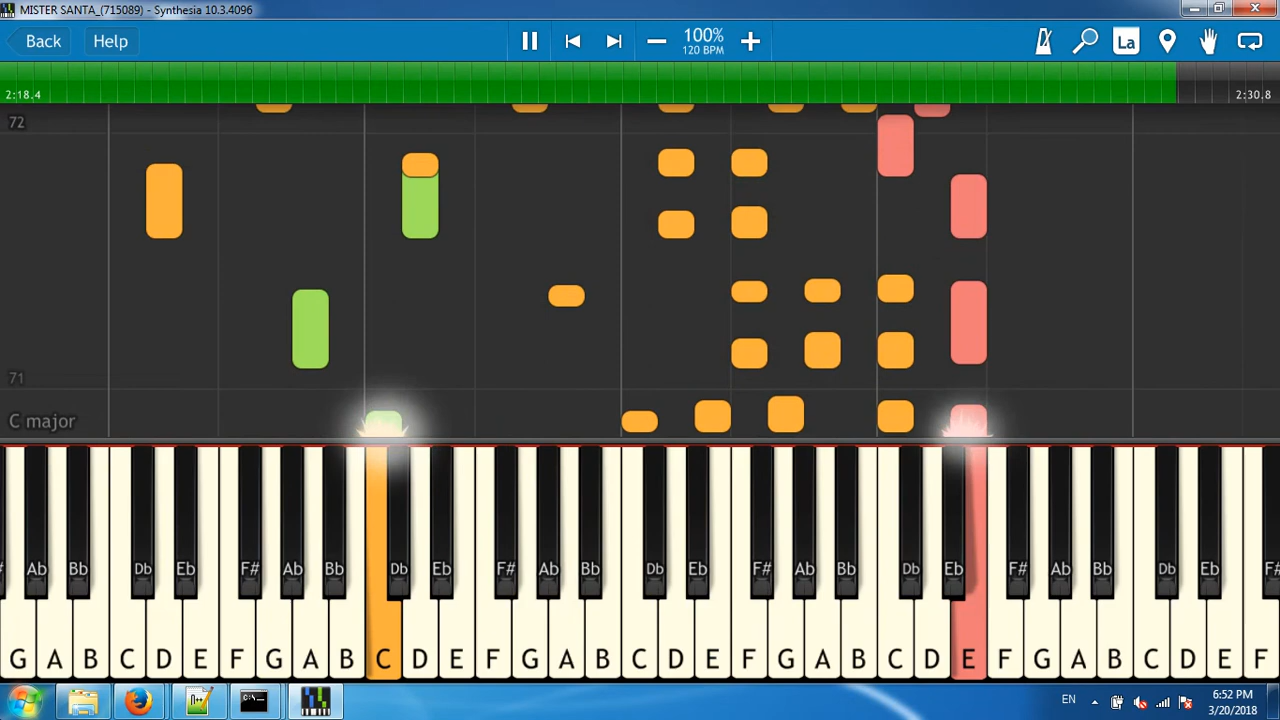 MISTER SANTA_(715089) - Synthesia 10.3.4096
Back Help 100% La
120 BPM
2:18.4 2:30.8
72
71
C major
Ab Bb Db Eb F# Ab Bb Db Eb F# Ab Bb Db Eb F# Ab Bb Db Eb F# Ab Bb Db Eb F#
G A B C D E F G A B C D E F G A B C D E F G A B C D E F G A B C D E F
EN 6:52 PM
3/20/2018